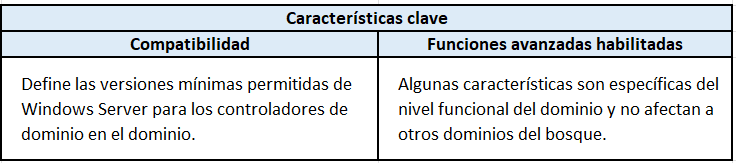 Características clave
Compatibilidad
Funciones avanzadas habilitadas
Define las versiones mínimas permitidas de
Windows Server para los controladores de
dominio en el dominio.
Algunas características son específicas del
nivel funcional del dominio y no afectan a
otros dominios del bosque.